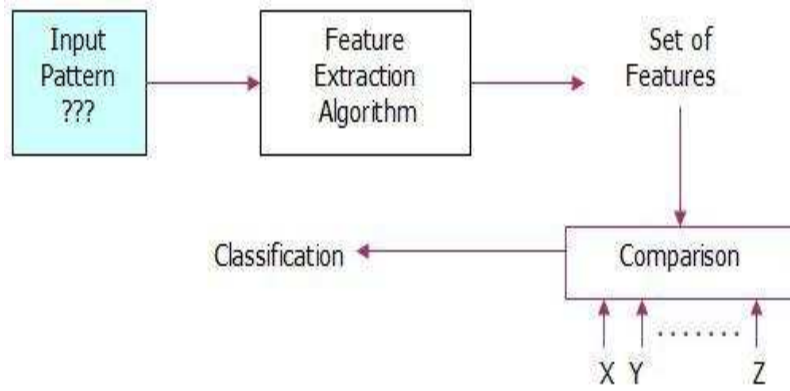 Input
Pattern
???
Feature
Extraction
Algorithm
Set of
Features
Comparison
Classification
X Y ........ Z